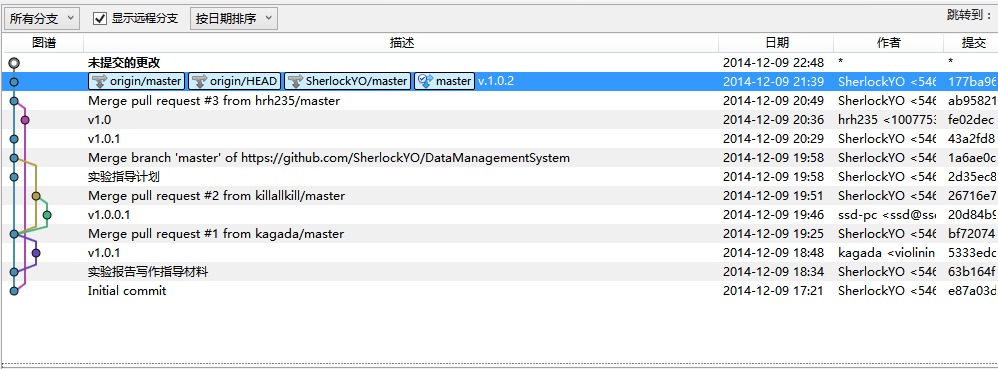 所有分支 显示远程分支 按日期排序 跳转到：
图谱 描述 日期 作者 提交
未提交的更改 2014-12-09 22:48 * *
origin/master origin/HEAD SherlockYO/master master v.1.0.2 2014-12-09 21:39 SherlockYO <546 177ba96
Merge pull request #3 from hrh235/master 2014-12-09 20:49 SherlockYO <546 ab95821
v1.0 2014-12-09 20:36 hrh235 <1007753 fe02dec
v1.0.1 2014-12-09 20:29 SherlockYO <546 43a2fd8
Merge branch 'master' of https://github.com/SherlockYO/DataManagementSystem 2014-12-09 19:58 SherlockYO <546 1a6ae0c
实验指导计划 2014-12-09 19:58 SherlockYO <546 2d35ec8
Merge pull request #2 from killallkill/master 2014-12-09 19:51 SherlockYO <546 26716e7
v1.0.0.1 2014-12-09 19:46 ssd-pc <ssd@ssd 20d84b9
Merge pull request #1 from kagada/master 2014-12-09 19:25 SherlockYO <546 bf72074
v1.0.1 2014-12-09 18:48 kagada <violinin 5333edc
实验报告写作指导材料 2014-12-09 18:34 SherlockYO <546 63b164f
Initial commit 2014-12-09 17:21 SherlockYO <546 e87a03d